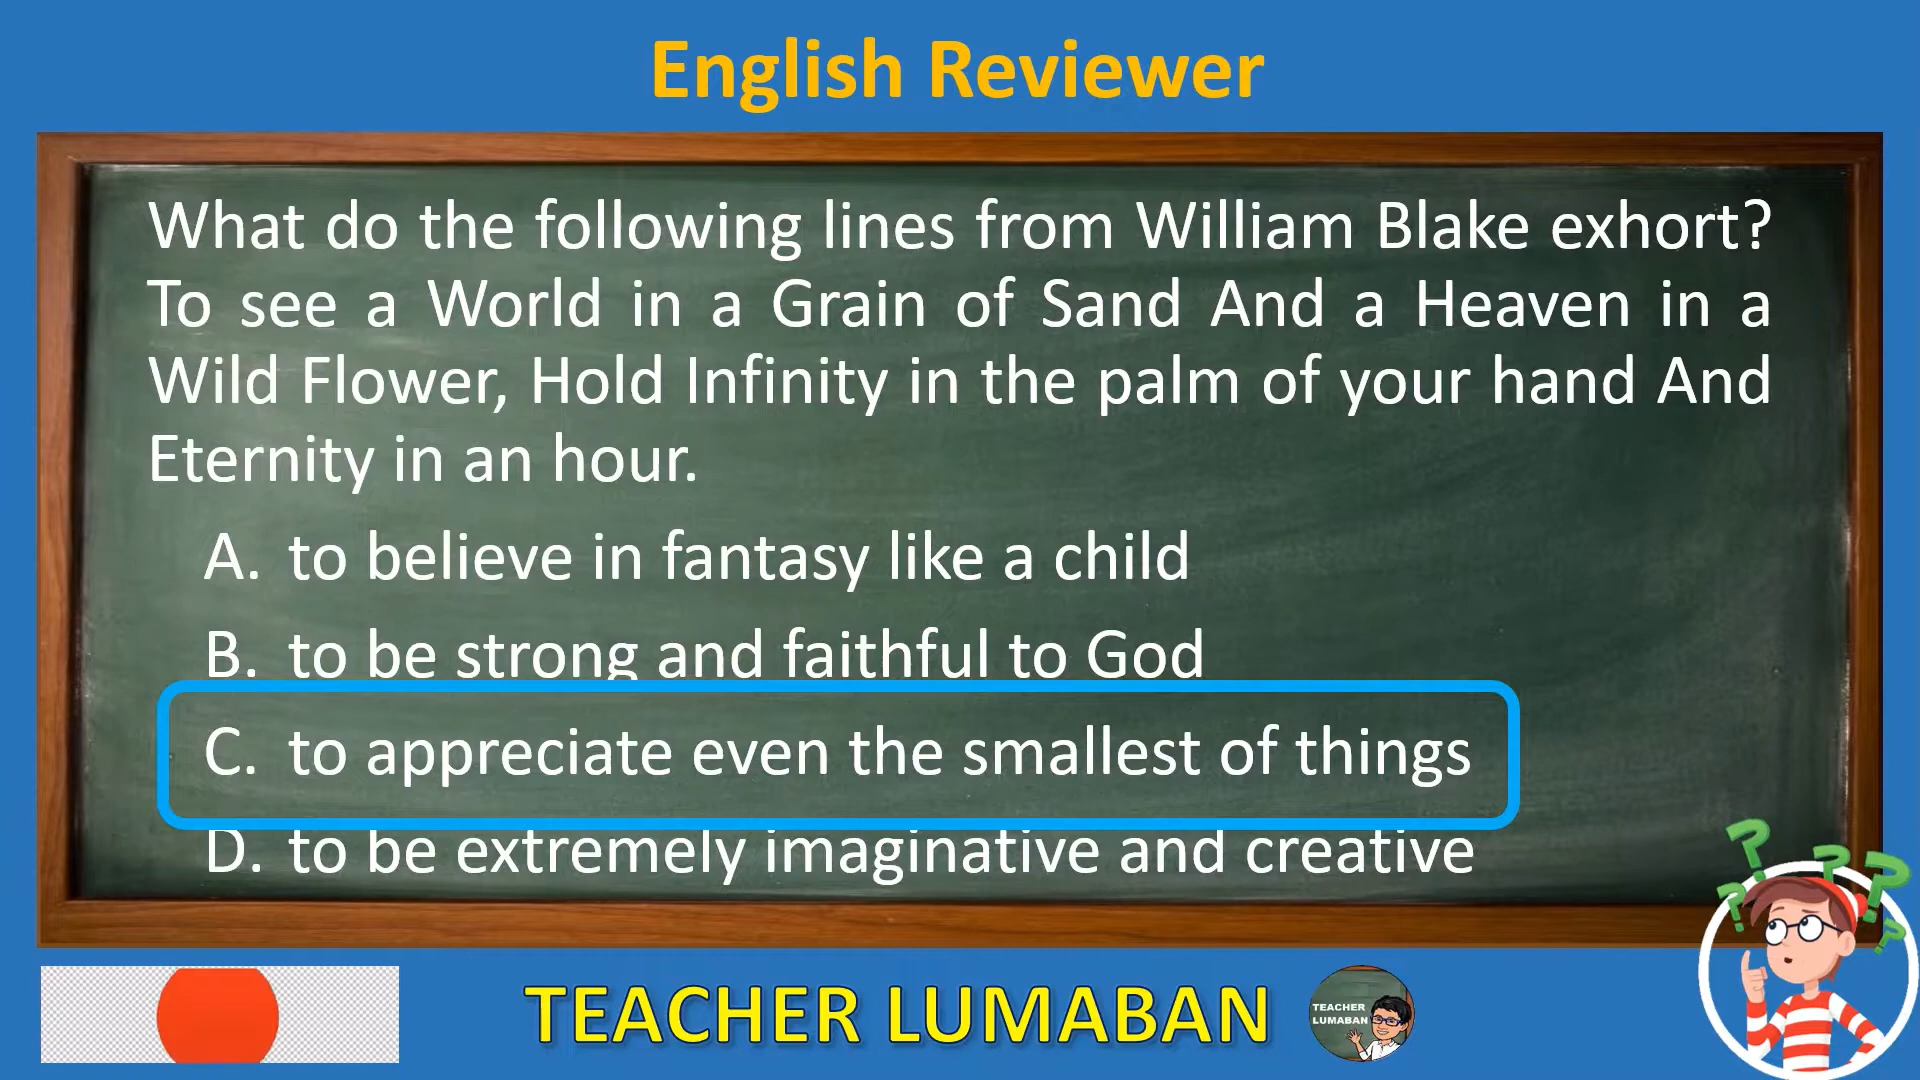 English Reviewer
What do the following lines from William Blake exhort?
To see a World in a Grain of Sand And a Heaven in a
Wild Flower, Hold Infinity in the palm of your hand And
Eternity in an hour.
A. to believe in fantasy like a child
B. to be strong and faithful to God
C. to appreciate even the smallest of things
D. to be extremely imaginative and creative
TEACHER LUMABAN
TEACHER
LUMABAN